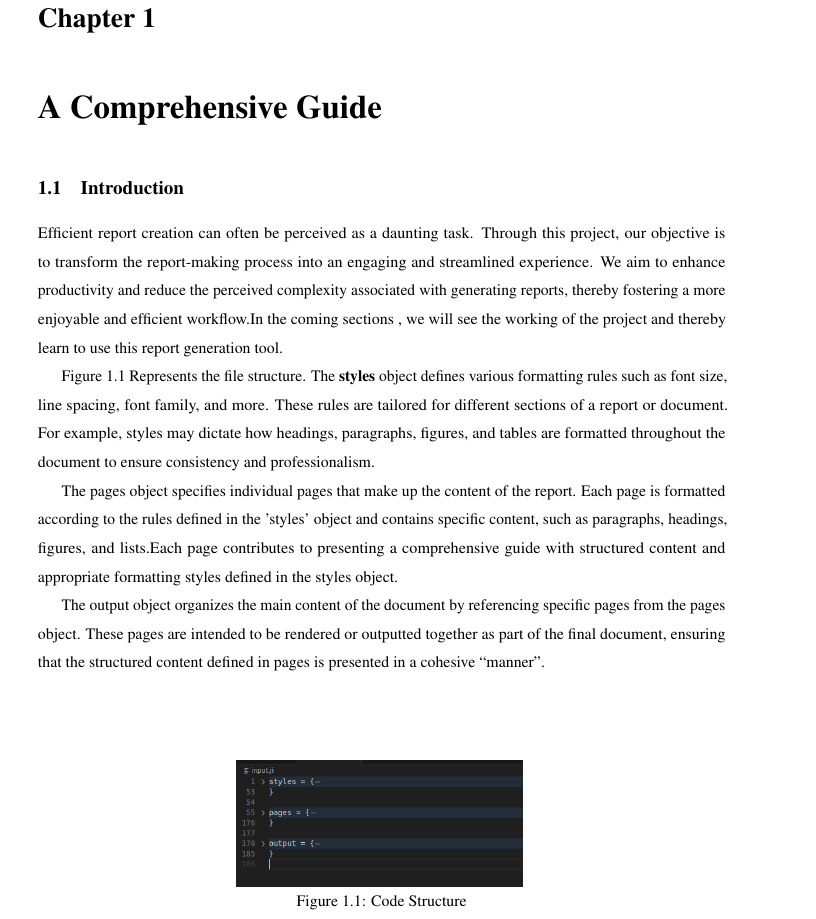 Chapter 1
A Comprehensive Guide
1.1 Introduction
Efficient report creation can often be perceived as a daunting task. Through this project, our objective is
to transform the report-making process into an engaging and streamlined experience. We aim to enhance
productivity and reduce the perceived complexity associated with generating reports, thereby fostering a more
enjoyable and efficient workflow.In the coming sections , we will see the working of the project and thereby
learn to use this report generation tool.
Figure 1.1 Represents the file structure. The styles object defines various formatting rules such as font size,
line spacing, font family, and more. These rules are tailored for different sections of a report or document.
For example, styles may dictate how headings, paragraphs, figures, and tables are formatted throughout the
document to ensure consistency and professionalism.
The pages object specifies individual pages that make up the content of the report. Each page is formatted
according to the rules defined in the ’styles’ object and contains specific content, such as paragraphs, headings,
figures, and lists.Each page contributes to presenting a comprehensive guide with structured content and
appropriate formatting styles defined in the styles object.
The output object organizes the main content of the document by referencing specific pages from the pages
object. These pages are intended to be rendered or outputted together as part of the final document, ensuring
that the structured content defined in pages is presented in a cohesive “manner”.
input.ji
1 > styles = {⋯
53 }
54
55 > pages = {⋯
176 }
177
178 > output = {⋯
185 }
186
Figure 1.1: Code Structure